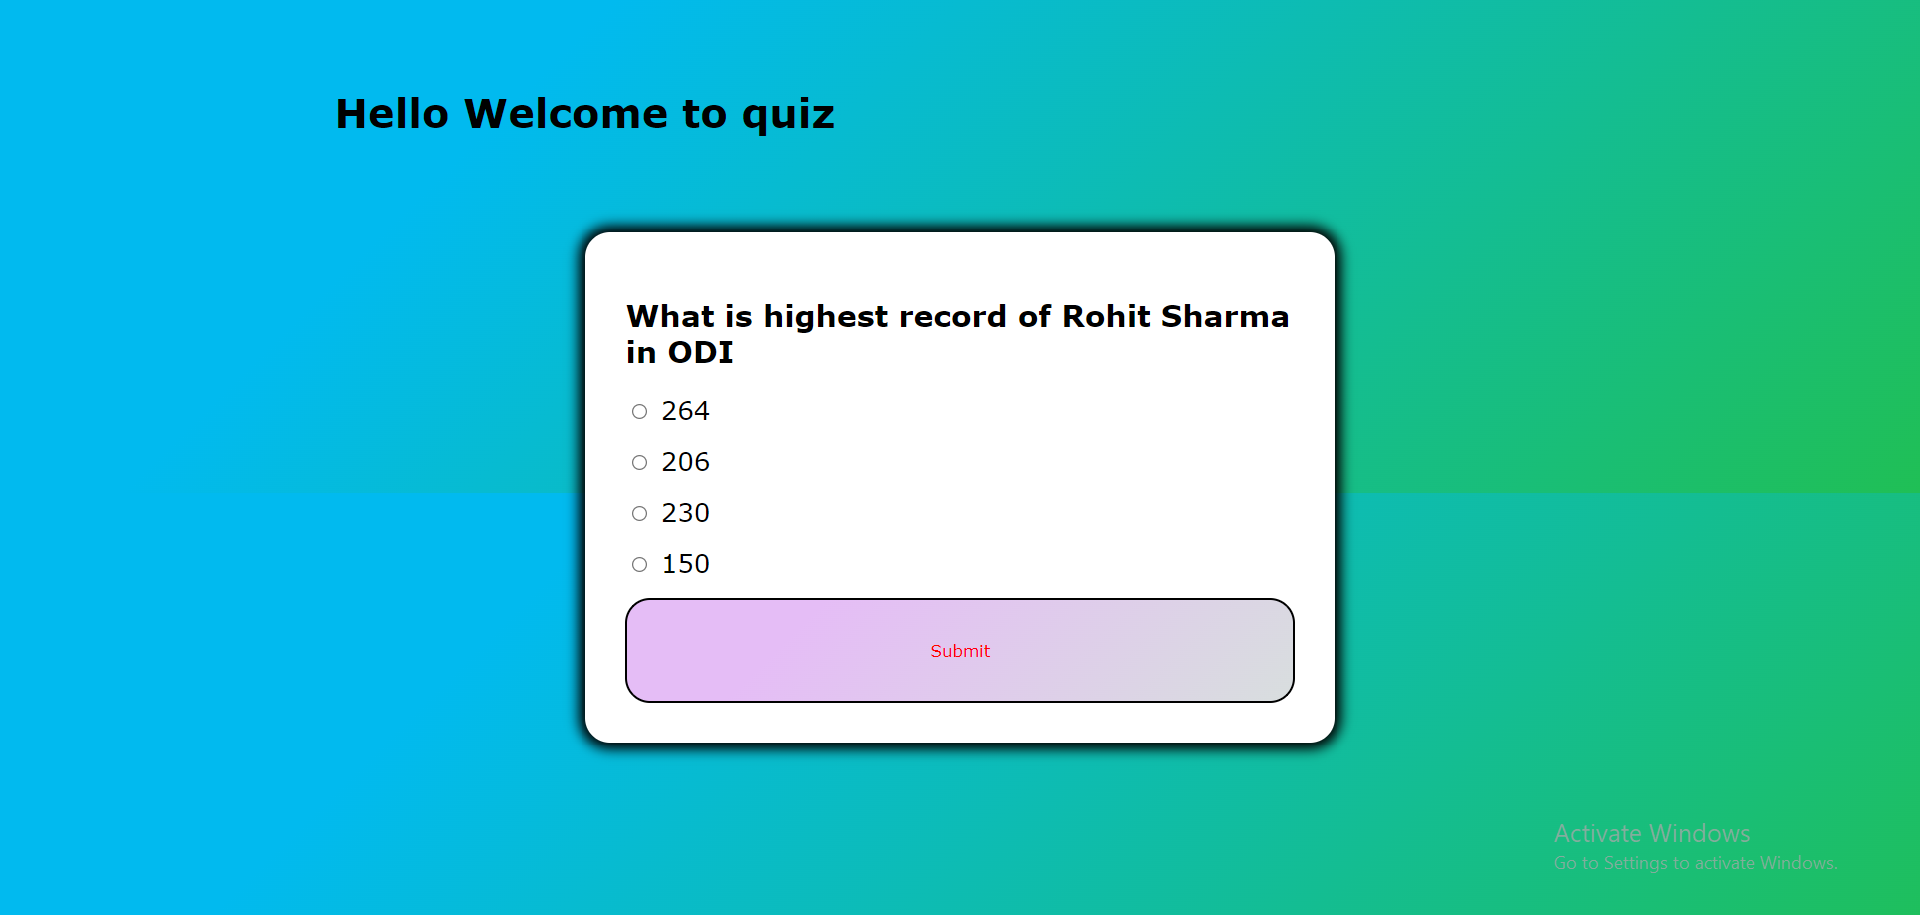 Hello Welcome to quiz
What is highest record of Rohit Sharma
in ODI
264
206
230
150
Submit
Activate Windows
Go to Settings to activate Windows.